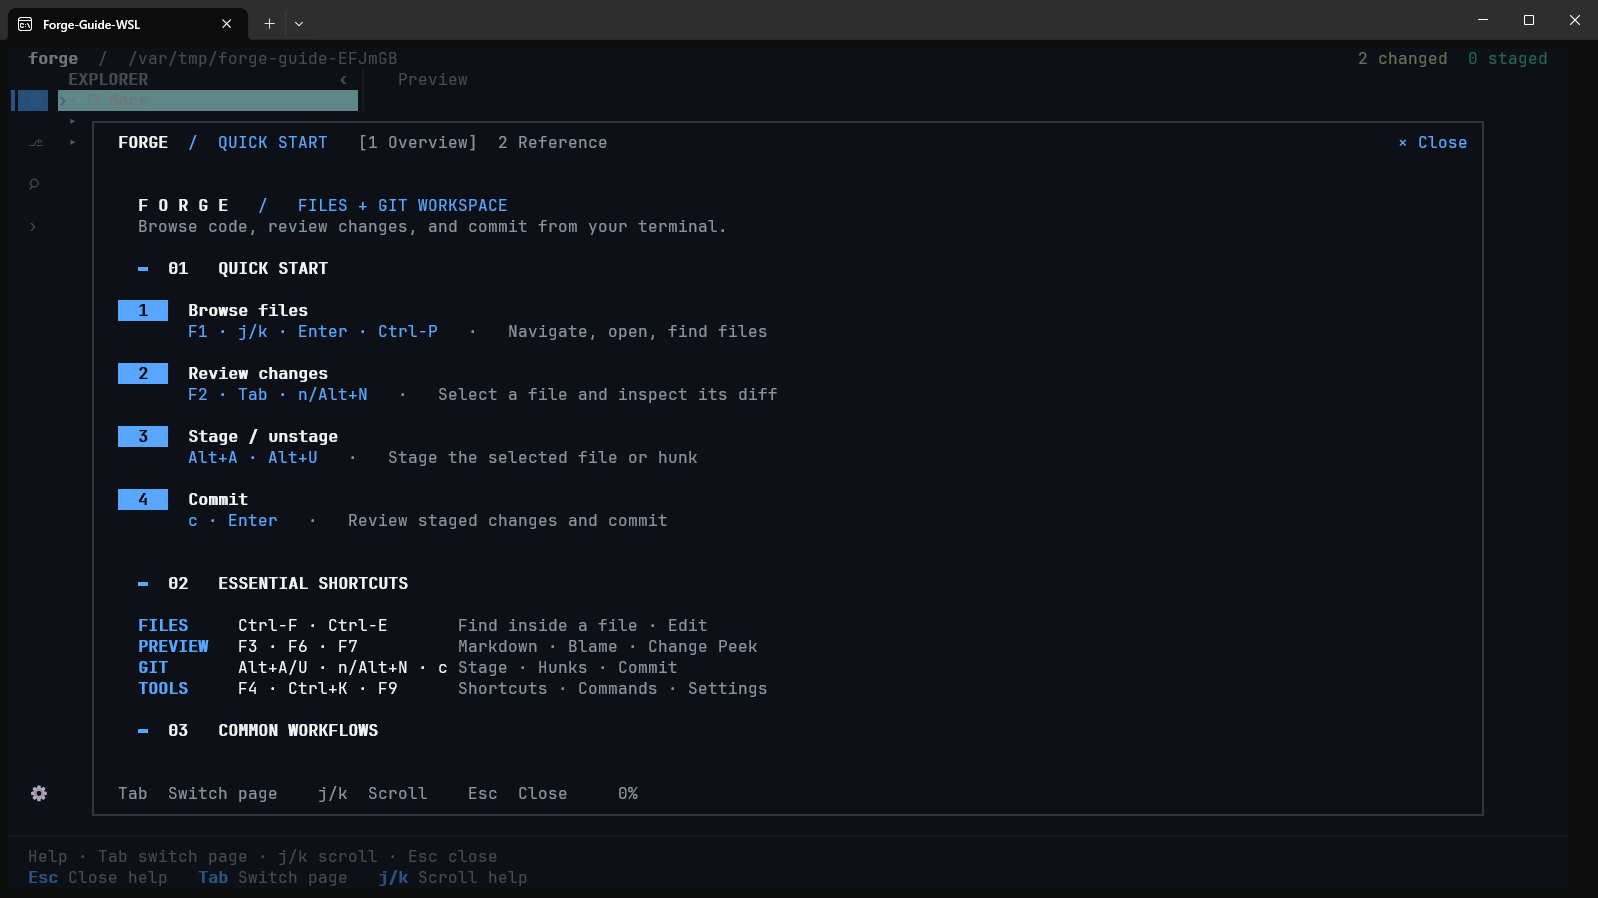 Forge-Guide-WSL
forge / /var/tmp/forge-guide-EFJmGB 2 changed 0 staged
EXPLORER ‹ Preview
docs
FORGE / QUICK START [1 Overview] 2 Reference × Close
F O R G E / FILES + GIT WORKSPACE
Browse code, review changes, and commit from your terminal.
01 QUICK START
1 Browse files
F1 · j/k · Enter · Ctrl-P · Navigate, open, find files
2 Review changes
F2 · Tab · n/Alt+N · Select a file and inspect its diff
3 Stage / unstage
Alt+A · Alt+U · Stage the selected file or hunk
4 Commit
c · Enter · Review staged changes and commit
02 ESSENTIAL SHORTCUTS
FILES Ctrl-F · Ctrl-E Find inside a file · Edit
PREVIEW F3 · F6 · F7 Markdown · Blame · Change Peek
GIT Alt+A/U · n/Alt+N · c Stage · Hunks · Commit
TOOLS F4 · Ctrl+K · F9 Shortcuts · Commands · Settings
03 COMMON WORKFLOWS
Tab Switch page j/k Scroll Esc Close 0%
Help · Tab switch page · j/k scroll · Esc close
Esc Close help Tab Switch page j/k Scroll help